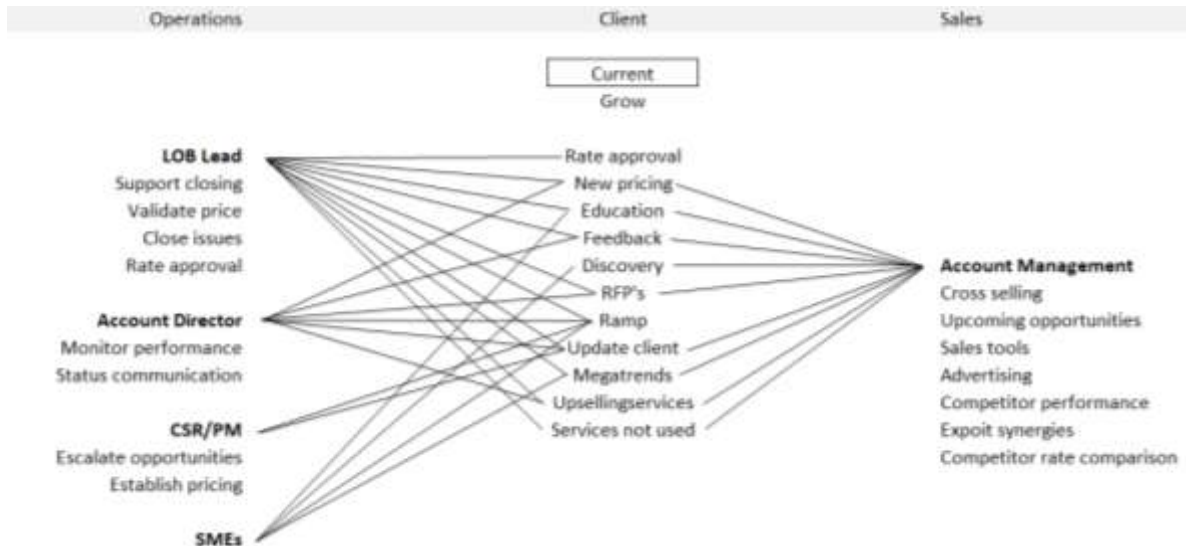 Operations Client Sales
Current
Grow
LOB Lead
Support closing
Validate price
Close issues
Rate approval
Account Director
Monitor performance
Status communication
CSR/PM
Escalate opportunities
Establish pricing
SMEs
Rate approval
New pricing
Education
Feedback
Discovery
RFP's
Ramp
Update client
Megatrends
Upsellingservices
Services not used
Account Management
Cross selling
Upcoming opportunities
Sales tools
Advertising
Competitor performance
Expoit synergies
Competitor rate comparison